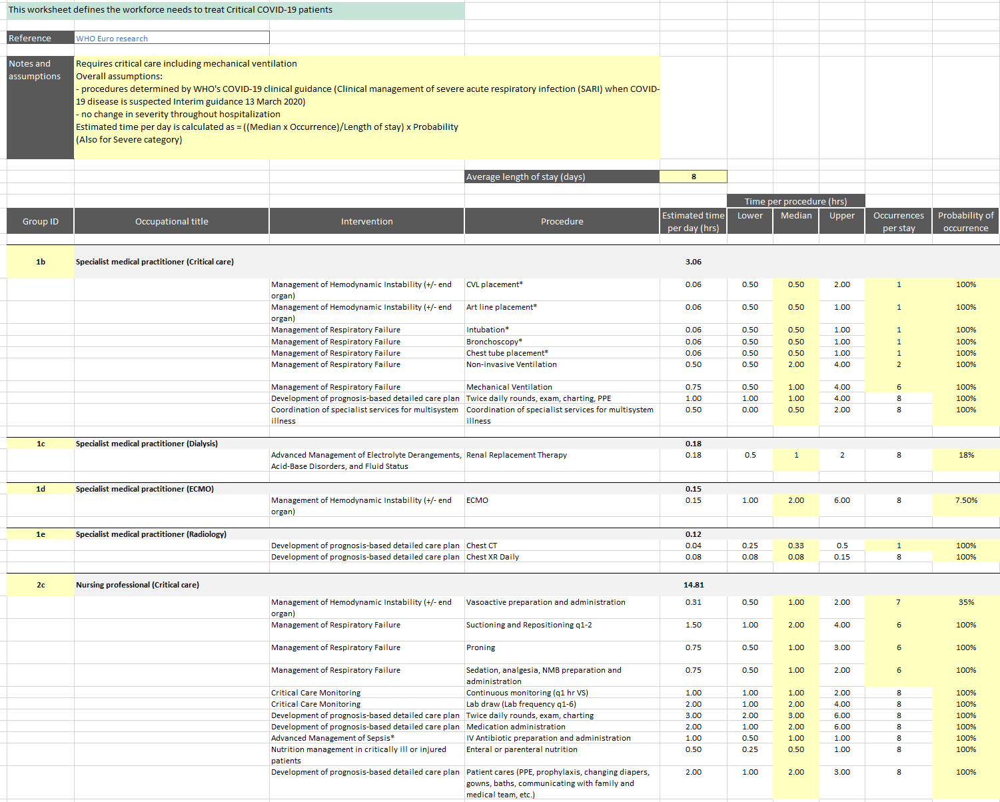 This worksheet defines the workforce needs to treat Critical COVID-19 patients
Reference WHO Euro research
Notes and assumptions
Requires critical care including mechanical ventilation
Overall assumptions:
- procedures determined by WHO's COVID-19 clinical guidance (Clinical management of severe acute respiratory infection (SARI) when COVID-
19 disease is suspected Interim guidance 13 March 2020)
- no change in severity throughout hospitalization
Estimated time per day is calculated as = ((Median x Occurrence)/Length of stay) x Probability
(Also for Severe category)
Average length of stay (days) 8
Time per procedure (hrs)
Group ID Occupational title Intervention Procedure Estimated time per day (hrs) Lower Median Upper Occurrences per stay Probability of occurrence
1b Specialist medical practitioner (Critical care) 3.06
Management of Hemodynamic Instability (+/- end organ) CVL placement* 0.06 0.50 0.50 2.00 1 100%
Management of Hemodynamic Instability (+/- end organ) Art line placement* 0.06 0.50 0.50 1.00 1 100%
Management of Respiratory Failure Intubation* 0.06 0.50 0.50 1.00 1 100%
Management of Respiratory Failure Bronchoscopy* 0.06 0.50 0.50 1.00 1 100%
Management of Respiratory Failure Chest tube placement* 0.06 0.50 0.50 1.00 1 100%
Management of Respiratory Failure Non-invasive Ventilation 0.50 0.50 2.00 4.00 2 100%
Management of Respiratory Failure Mechanical Ventilation 0.75 0.50 1.00 4.00 6 100%
Development of prognosis-based detailed care plan Twice daily rounds, exam, charting, PPE 1.00 1.00 1.00 4.00 8 100%
Coordination of specialist services for multisystem illness Coordination of specialist services for multisystem illness 0.50 0.00 0.50 2.00 8 100%
1c Specialist medical practitioner (Dialysis) 0.18
Advanced Management of Electrolyte Derangements, Acid-Base Disorders, and Fluid Status Renal Replacement Therapy 0.18 0.5 1 2 8 18%
1d Specialist medical practitioner (ECMO) 0.15
Management of Hemodynamic Instability (+/- end organ) ECMO 0.15 1.00 2.00 6.00 8 7.50%
1e Specialist medical practitioner (Radiology) 0.12
Development of prognosis-based detailed care plan Chest CT 0.04 0.25 0.33 0.5 1 100%
Development of prognosis-based detailed care plan Chest XR Daily 0.08 0.08 0.08 0.15 8 100%
2c Nursing professional (Critical care) 14.81
Management of Hemodynamic Instability (+/- end organ) Vasoactive preparation and administration 0.31 0.50 1.00 2.00 7 35%
Management of Respiratory Failure Suctioning and Repositioning q1-2 1.50 1.00 2.00 4.00 6 100%
Management of Respiratory Failure Proning 0.75 0.50 1.00 3.00 6 100%
Management of Respiratory Failure Sedation, analgesia, NMB preparation and administration 0.75 0.50 1.00 2.00 6 100%
Critical Care Monitoring Continuous monitoring (q1 hr VS) 1.00 1.00 1.00 2.00 8 100%
Critical Care Monitoring Lab draw (Lab frequency q1-6) 2.00 1.00 2.00 4.00 8 100%
Development of prognosis-based detailed care plan Twice daily rounds, exam, charting 3.00 2.00 3.00 6.00 8 100%
Development of prognosis-based detailed care plan Medication administration 2.00 1.00 2.00 6.00 8 100%
Advanced Management of Sepsis* IV Antibiotic preparation and administration 1.00 0.50 1.00 1.00 8 100%
Nutrition management in critically ill or injured patients Enteral or parenteral nutrition 0.50 0.25 0.50 1.00 8 100%
Development of prognosis-based detailed care plan Patient cares (PPE, prophylaxis, changing diapers, gowns, baths, communicating with family and medical team, etc.) 2.00 1.00 2.00 3.00 8 100%